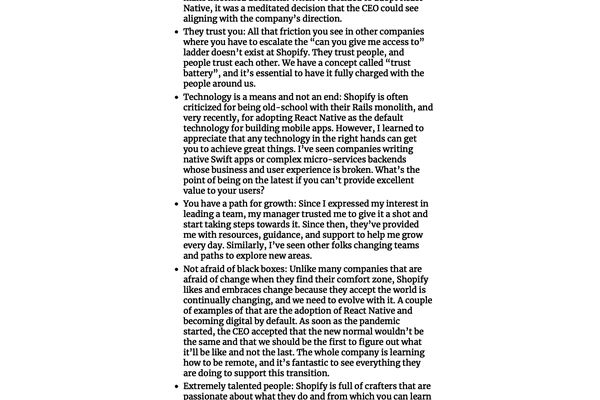 Native, it was a meditated decision that the CEO could see
aligning with the company's direction.
• They trust you: All that friction you see in other companies
where you have to escalate the "can you give me access to"
ladder doesn't exist at Shopify. They trust people, and
people trust each other. We have a concept called "trust
battery", and it's essential to have it fully charged with the
people around us.
• Technology is a means and not an end: Shopify is often
criticized for being old-school with their Rails monolith, and
very recently, for adopting React Native as the default
technology for building mobile apps. However, I learned to
appreciate that any technology in the right hands can get
you to achieve great things. I've seen companies writing
native Swift apps or complex micro-services backends
whose business and user experience is broken. What's the
point of being on the latest if you can't provide excellent
value to your users?
• You have a path for growth: Since I expressed my interest in
leading a team, my manager trusted me to give it a shot and
start taking steps towards it. Since then, they've provided
me with resources, guidance, and support to help me grow
every day. Similarly, I've seen other folks changing teams
and paths to explore new areas.
• Not afraid of black boxes: Unlike many companies that are
afraid of change when they find their comfort zone, Shopify
likes and embraces change because they accept the world is
continually changing, and we need to evolve with it. A couple
of examples of that are the adoption of React Native and
becoming digital by default. As soon as the pandemic
started, the CEO accepted that the new normal wouldn't be
the same and that we should be the first to figure out what
it'll be like and not the last. The whole company is learning
how to be remote, and it's fantastic to see everything they
are doing to support this transition.
• Extremely talented people: Shopify is full of crafters that are
passionate about what they do and from which you can learn